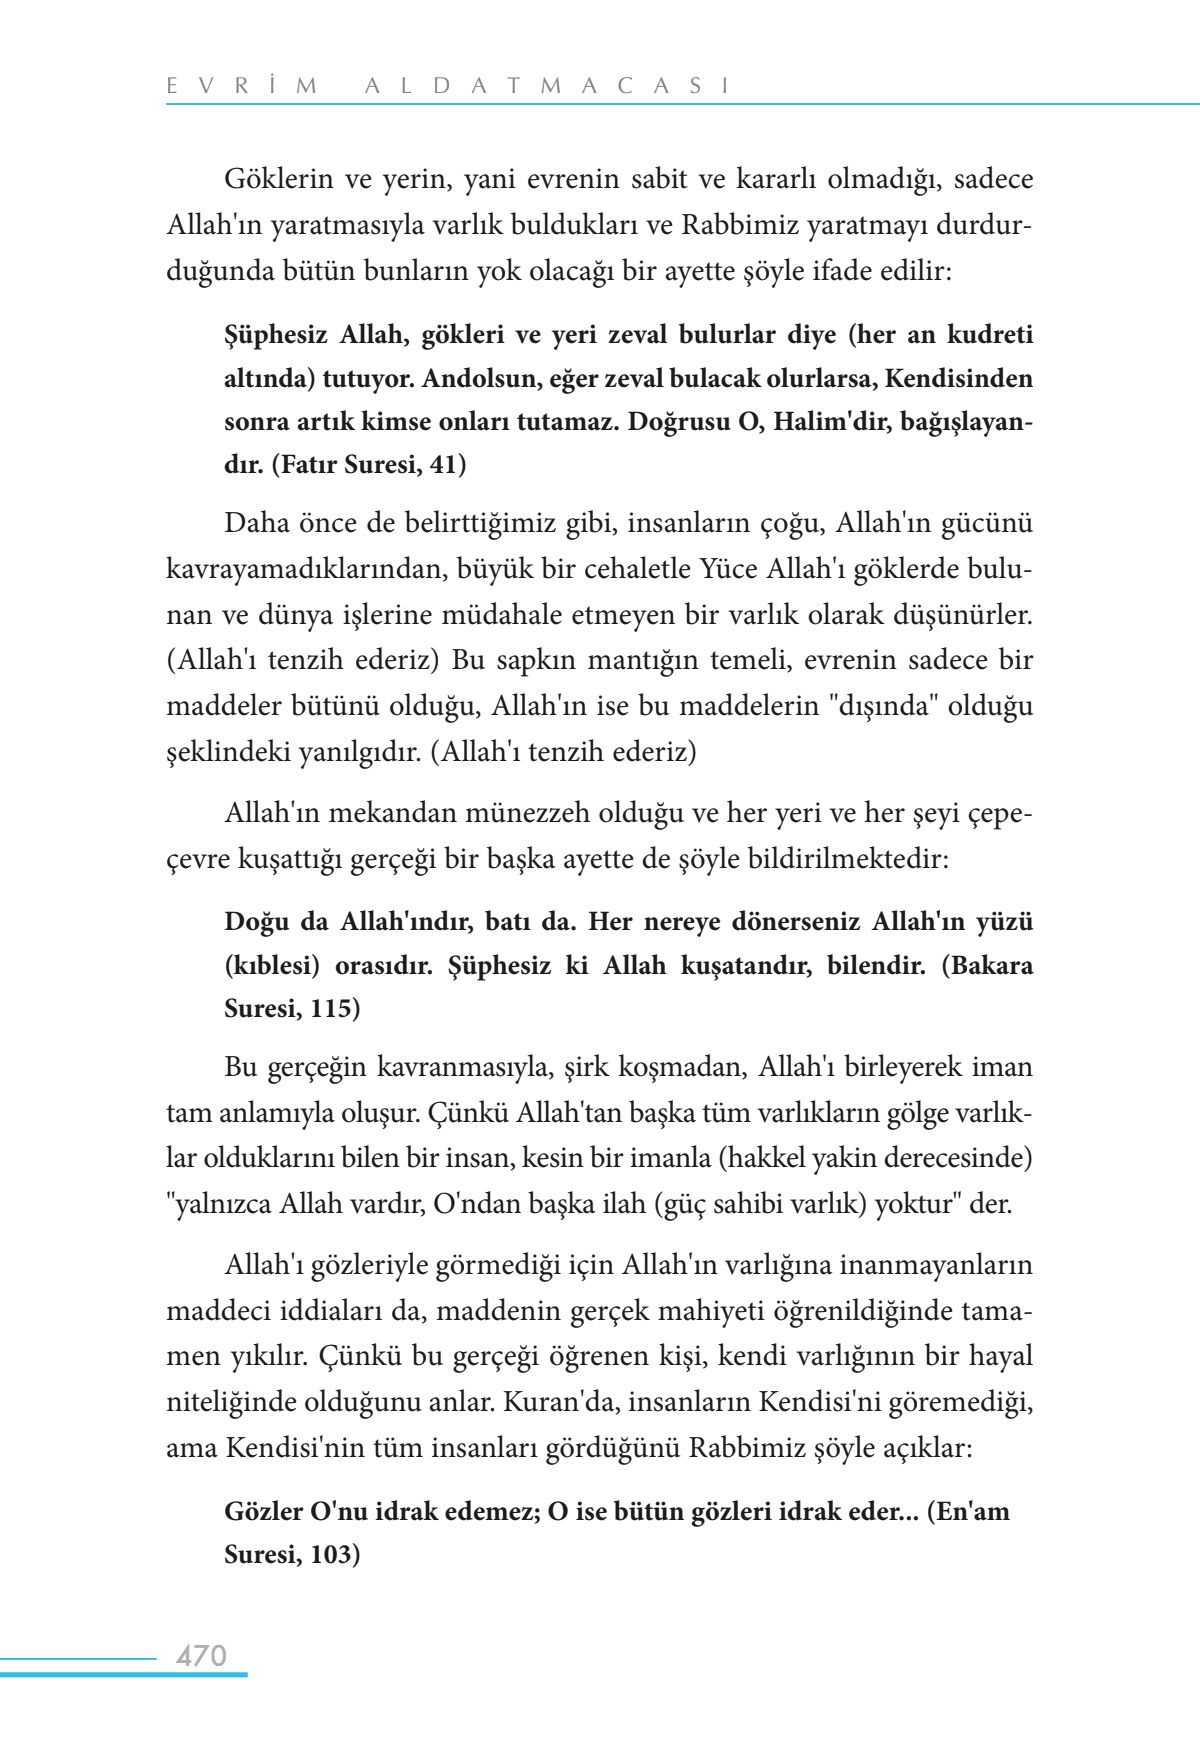 EVRİM ALDATMACASI
Göklerin ve yerin, yani evrenin sabit ve kararlı olmadığı, sadece
Allah'ın yaratmasıyla varlık buldukları ve Rabbimiz yaratmayı durdur-
duğunda bütün bunların yok olacağı bir ayette şöyle ifade edilir:
Şüphesiz Allah, gökleri ve yeri zeval bulurlar diye (her an kudreti
altında) tutuyor. Andolsun, eğer zeval bulacak olurlarsa, Kendisinden
sonra artık kimse onları tutamaz. Doğrusu O, Halim'dir, bağışlayan-
dır. (Fatır Suresi, 41)
Daha önce de belirttiğimiz gibi, insanların çoğu, Allah'ın gücünü
kavrayamadıklarından, büyük bir cehaletle Yüce Allah'ı göklerde bulu-
nan ve dünya işlerine müdahale etmeyen bir varlık olarak düşünürler.
(Allah'ı tenzih ederiz) Bu sapkın mantığın temeli, evrenin sadece bir
maddeler bütünü olduğu, Allah'ın ise bu maddelerin "dışında" olduğu
şeklindeki yanılgıdır. (Allah'ı tenzih ederiz)
Allah'ın mekandan münezzeh olduğu ve her yeri ve her şeyi çepe-
çevre kuşattığı gerçeği bir başka ayette de şöyle bildirilmektedir:
Doğu da Allah'ındır, batı da. Her nereye dönerseniz Allah'ın yüzü
(kıblesi) orasıdır. Şüphesiz ki Allah kuşatandır, bilendir. (Bakara
Suresi, 115)
Bu gerçeğin kavranmasıyla, şirk koşmadan, Allah'ı birleyerek iman
tam anlamıyla oluşur. Çünkü Allah'tan başka tüm varlıkların gölge varlık-
lar olduklarını bilen bir insan, kesin bir imanla (hakkel yakin derecesinde)
"yalnızca Allah vardır, O'ndan başka ilah (güç sahibi varlık) yoktur" der.
Allah'ı gözleriyle görmediği için Allah'ın varlığına inanmayanların
maddeci iddiaları da, maddenin gerçek mahiyeti öğrenildiğinde tama-
men yıkılır. Çünkü bu gerçeği öğrenen kişi, kendi varlığının bir hayal
niteliğinde olduğunu anlar. Kuran'da, insanların Kendisi'ni göremediği,
ama Kendisi'nin tüm insanları gördüğünü Rabbimiz şöyle açıklar:
Gözler O'nu idrak edemez; O ise bütün gözleri idrak eder... (En'am
Suresi, 103)
470